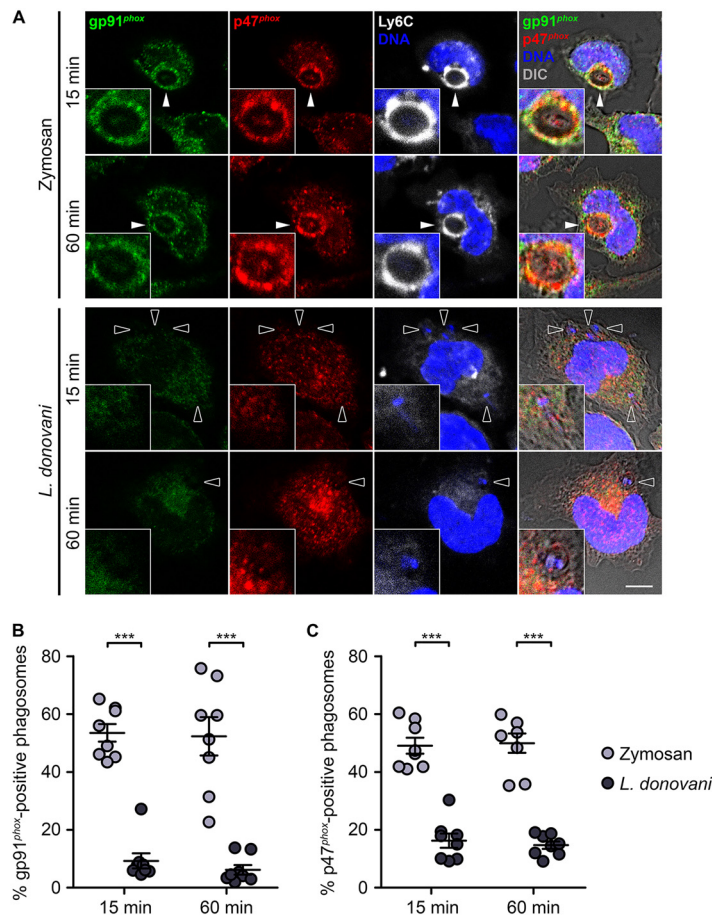 A
gp91phox
p47phox
Ly6C
DNA
gp91phox
p47phox
DNA
DIC
Zymosan
15 min
60 min
L. donovani
15 min
60 min
B
***
***
% gp91phox-positive phagosomes
80
60
40
20
0
15 min
60 min
C
***
***
% p47phox-positive phagosomes
80
60
40
20
0
15 min
60 min
Zymosan
L. donovani